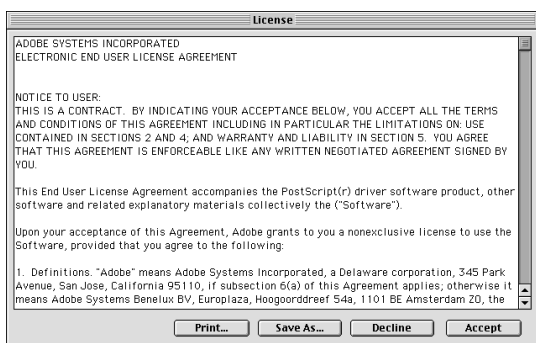 License
ADOBE SYSTEMS INCORPORATED
ELECTRONIC END USER LICENSE AGREEMENT
NOTICE TO USER:
THIS IS A CONTRACT. BY INDICATING YOUR ACCEPTANCE BELOW, YOU ACCEPT ALL THE TERMS
AND CONDITIONS OF THIS AGREEMENT INCLUDING IN PARTICULAR THE LIMITATIONS ON: USE
CONTAINED IN SECTIONS 2 AND 4; AND WARRANTY AND LIABILITY IN SECTION 5. YOU AGREE
THAT THIS AGREEMENT IS ENFORCEABLE LIKE ANY WRITTEN NEGOTIATED AGREEMENT SIGNED BY
YOU.
This End User License Agreement accompanies the PostScript(r) driver software product, other
software and related explanatory materials collectively the ("Software").
Upon your acceptance of this Agreement, Adobe grants to you a nonexclusive license to use the
Software, provided that you agree to the following:
1. Definitions. "Adobe" means Adobe Systems Incorporated, a Delaware corporation, 345 Park
Avenue, San Jose, California 95110, if subsection 6(a) of this Agreement applies; otherwise it
means Adobe Systems Benelux BV, Europlaza, Hoogoorddreef 54a, 1101 BE Amsterdam ZO, the
Print... Save As... Decline Accept